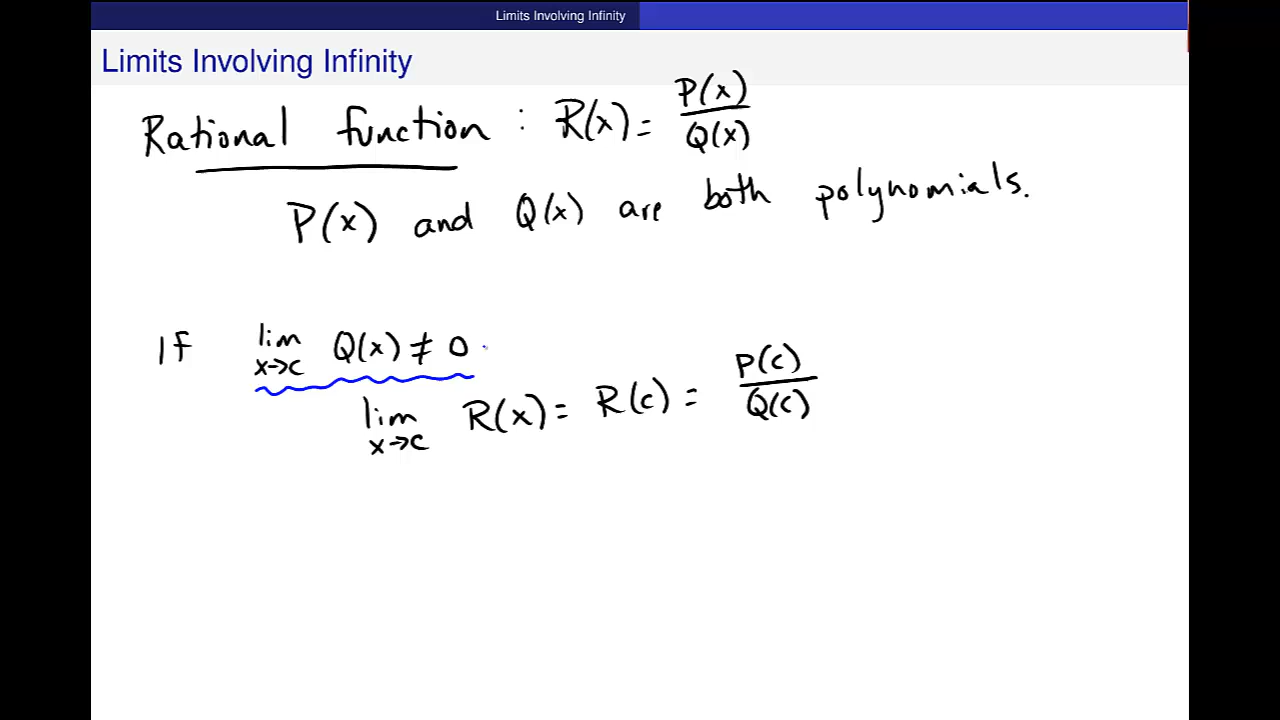 Limits Involving Infinity
Limits Involving Infinity
Rational function : R(x) = P(x)/Q(x)
P(x) and Q(x) are both polynomials.
If lim x→c Q(x) ≠ 0
lim x→c R(x) = R(c) = P(c)/Q(c)